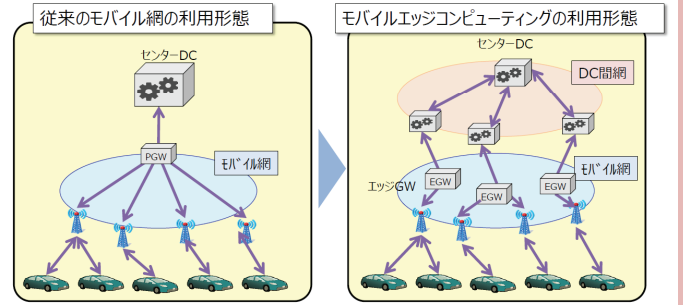 従来のモバイル網の利用形態
センターDC
PGW
ﾓﾊﾞｲﾙ網
モバイルエッジコンピューティングの利用形態
センターDC
DC間網
ﾓﾊﾞｲﾙ網
エッジGW
EGW
EGW
EGW